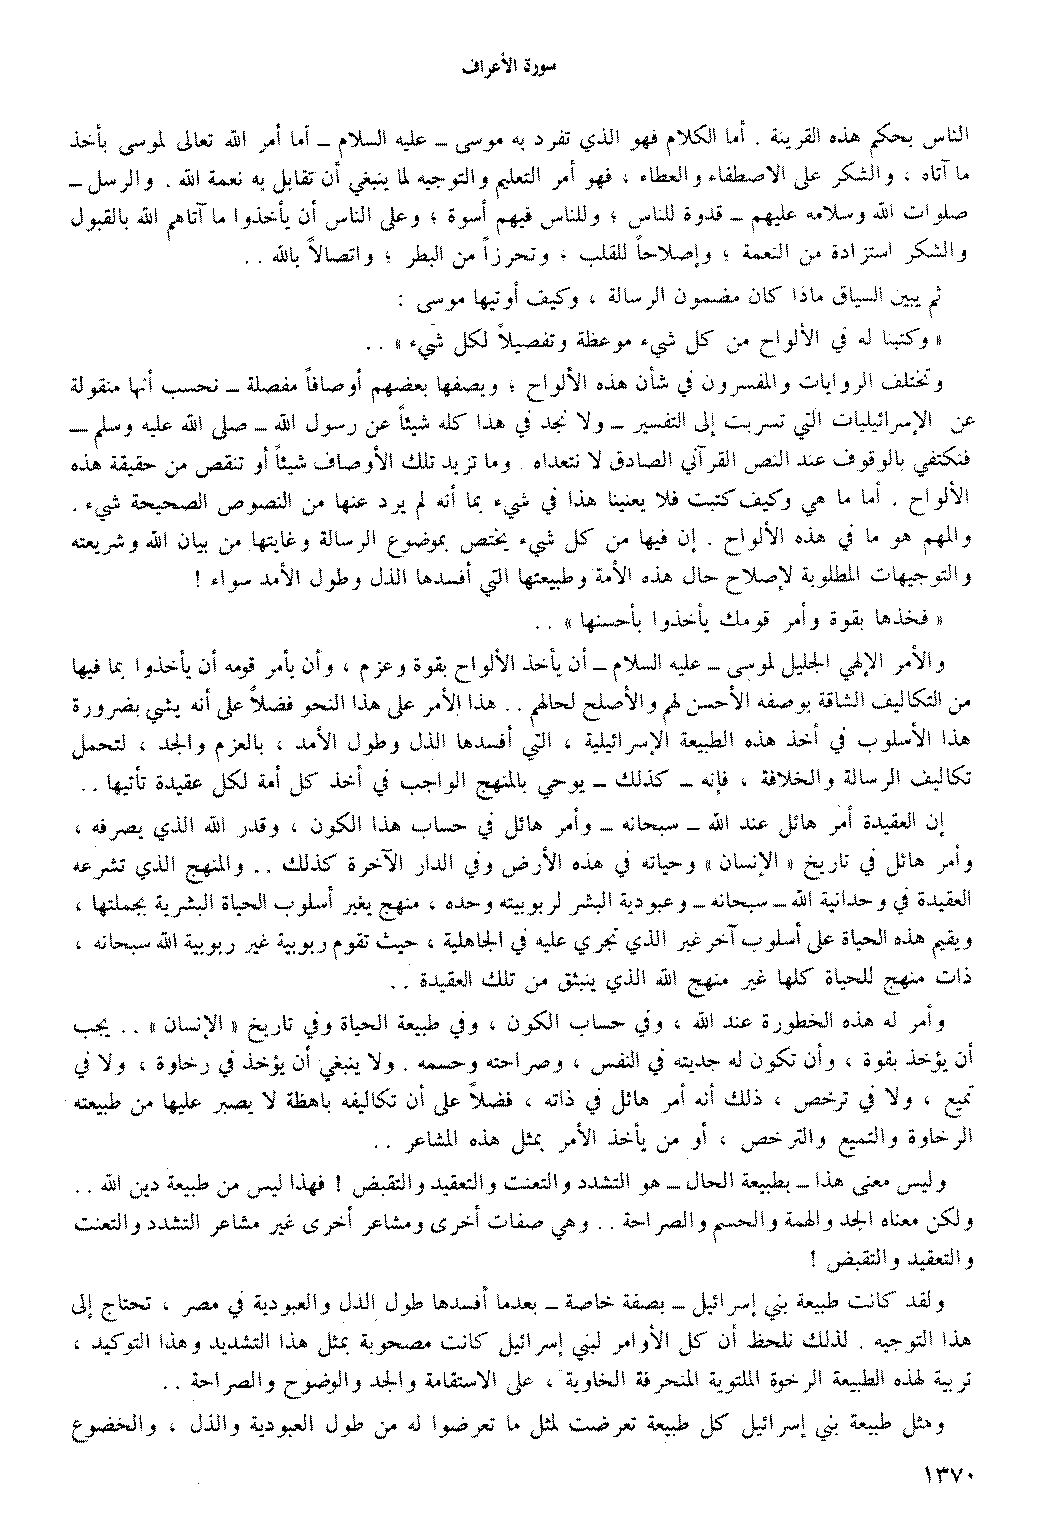 سورة الأعراف
الناس بحكم هذه القرينة . أما الكلام فهو الذي تفرد به موسى ــ عليه السلام ــ أما أمر الله تعالى لموسى بأخذ
ما آتاه ، والشكر على الاصطفاء والعطاء ، فهو أمر التعليم والتوجيه لما ينبغي أن تقابل به نعمة الله . والرسل ــ
صلوات الله وسلامه عليهم ــ قدوة للناس ؛ وللناس فيهم أسوة ؛ وعلى الناس أن يأخذوا ما آتاهم الله بالقبول
والشكر استزادة من النعمة ؛ وإصلاحاً للقلب ؛ وتحرزاً من البطر ؛ واتصالاً بالله . .
ثم يبين السياق ماذا كان مضمون الرسالة ، وكيف أوتيها موسى :
« وكتبنا له في الألواح من كل شيء موعظة وتفصيلاً لكل شيء » . .
وتختلف الروايات والمفسرون في شأن هذه الألواح ؛ ويصفها بعضهم أوصافاً مفصلة ــ نحسب أنها منقولة
عن الإسرائيليات التي تسربت إلى التفسير ــ ولا نجد في هذا كله شيئاً عن رسول الله ــ صلى الله عليه وسلم ــ
فنكتفي بالوقوف عند النص القرآني الصادق لا نتعداه . وما تزيد تلك الأوصاف شيئاً أو تنقص من حقيقة هذه
الألواح . أما ما هي وكيف كتبت فلا يعنينا هذا في شيء بما أنه لم يرد عنها من النصوص الصحيحة شيء .
والمهم هو ما في هذه الألواح . إن فيها من كل شيء يختص بموضوع الرسالة وغايتها من بيان الله وشريعته
والتوجيهات المطلوبة لإصلاح حال هذه الأمة وطبيعتها التي أفسدها الذل وطول الأمد سواء !
« فخذها بقوة وأمر قومك يأخذوا بأحسنها » . .
والأمر الإلهي الجليل لموسى ــ عليه السلام ــ أن يأخذ الألواح بقوة وعزم ، وأن يأمر قومه أن يأخذوا بما فيها
من التكاليف الشاقة بوصفه الأحسن لهم والأصلح لحالهم . . هذا الأمر على هذا النحو فضلاً على أنه يشي بضرورة
هذا الأسلوب في أخذ هذه الطبيعة الإسرائيلية ، التي أفسدها الذل وطول الأمد ، بالعزم والجد ، لتحمل
تكاليف الرسالة والخلافة ، فإنه ــ كذلك ــ يوحي بالمنهج الواجب في أخذ كل أمة لكل عقيدة تأتيها . .
إن العقيدة أمر هائل عند الله ــ سبحانه ــ وأمر هائل في حساب هذا الكون ، وقدر الله الذي يصرفه ،
وأمر هائل في تاريخ « الإنسان » وحياته في هذه الأرض وفي الدار الآخرة كذلك . . والمنهج الذي تشرعه
العقيدة في وحدانية الله ــ سبحانه ــ وعبودية البشر لربوبيته وحده ، منهج يغير أسلوب الحياة البشرية بجملتها ،
ويقيم هذه الحياة على أسلوب آخر غير الذي تجري عليه في الجاهلية ، حيث تقوم ربوبية غير ربوبية الله سبحانه ،
ذات منهج للحياة كلها غير منهج الله الذي ينبثق من تلك العقيدة . .
وأمر له هذه الخطورة عند الله ، وفي حساب الكون ، وفي طبيعة الحياة وفي تاريخ « الإنسان » . . يجب
أن يؤخذ بقوة ، وأن تكون له جديته في النفس ، وصراحته وحسمه . ولا ينبغي أن يؤخذ في رخاوة ، ولا في
تميع ، ولا في ترخص ، ذلك أنه أمر هائل في ذاته ، فضلاً على أن تكاليفه باهظة لا يصبر عليها من طبيعته
الرخاوة والتميع والترخص ، أو من يأخذ الأمر بمثل هذه المشاعر . .
وليس معنى هذا ــ بطبيعة الحال ــ هو التشدد والتعنت والتعقيد والتقبض ! فهذا ليس من طبيعة دين الله . .
ولكن معناه الجد والهمة والحسم والصراحة . . وهي صفات أخرى ومشاعر أخرى غير مشاعر التشدد والتعنت
والتعقيد والتقبض !
ولقد كانت طبيعة بني إسرائيل ــ بصفة خاصة ــ بعدما أفسدها طول الذل والعبودية في مصر ، تحتاج إلى
هذا التوجيه . لذلك نلحظ أن كل الأوامر لبني إسرائيل كانت مصحوبة بمثل هذا التشديد وهذا التوكيد ،
تربية لهذه الطبيعة الرخوة الملتوية المنحرفة الخاوية ، على الاستقامة والجد والوضوح والصراحة . .
ومثل طبيعة بني إسرائيل كل طبيعة تعرضت لمثل ما تعرضوا له من طول العبودية والذل ، والخضوع
١٣٧٠